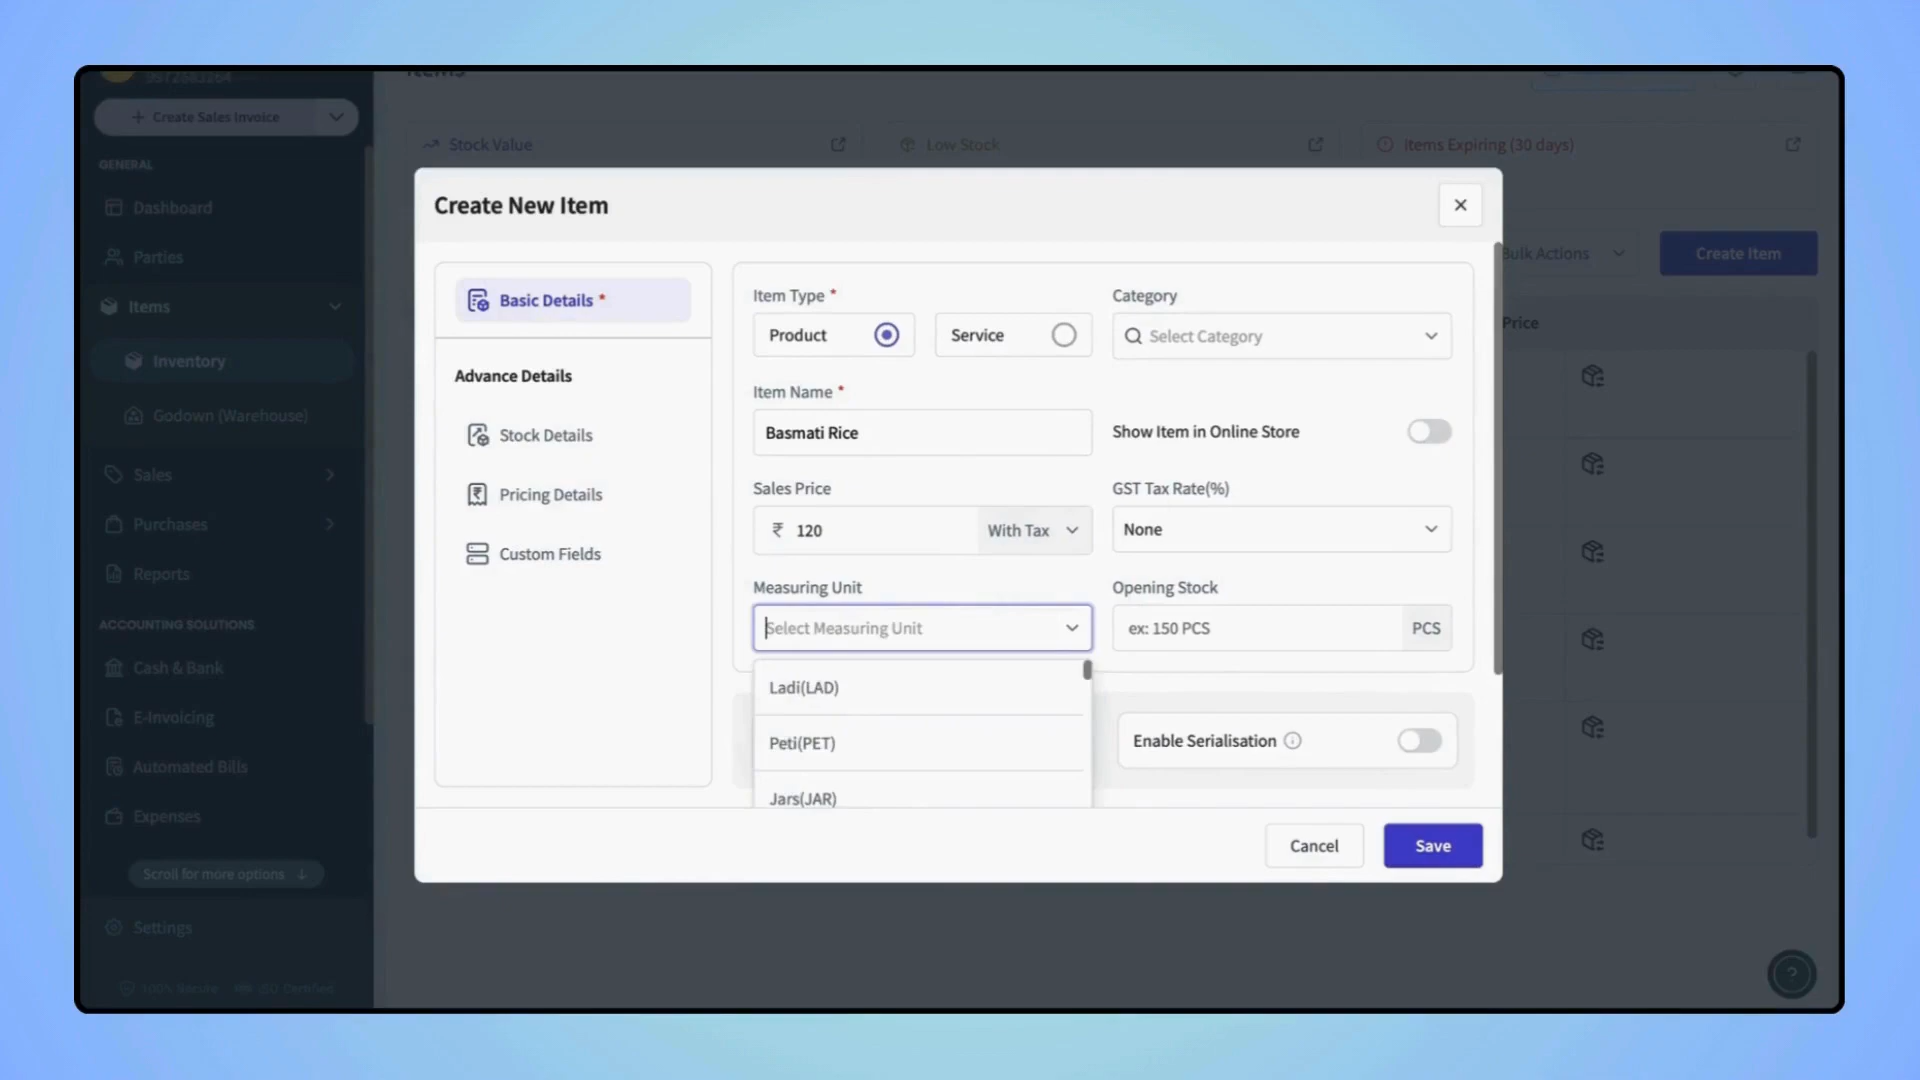 Create Sales Invoice
GENERAL
Dashboard
Parties
Items
Inventory
Godown (Warehouse)
Sales
Purchases
Reports
ACCOUNTING SOLUTIONS
Cash & Bank
E-Invoicing
Automated Bills
Expenses
Scroll for more options ↓
Settings
100% Secure
ISO Certified
Items
Stock Value
Low Stock
Items Expiring (30 days)
Bulk Actions
Create Item
Price
Create New Item
Basic Details *
Advance Details
Stock Details
Pricing Details
Custom Fields
Item Type *
Product
Service
Category
Select Category
Item Name *
Basmati Rice
Show Item in Online Store
Sales Price
₹ 120
With Tax
GST Tax Rate(%)
None
Measuring Unit
Select Measuring Unit
Opening Stock
ex: 150 PCS
PCS
Ladi(LAD)
Peti(PET)
Jars(JAR)
Enable Serialisation
Cancel
Save
?